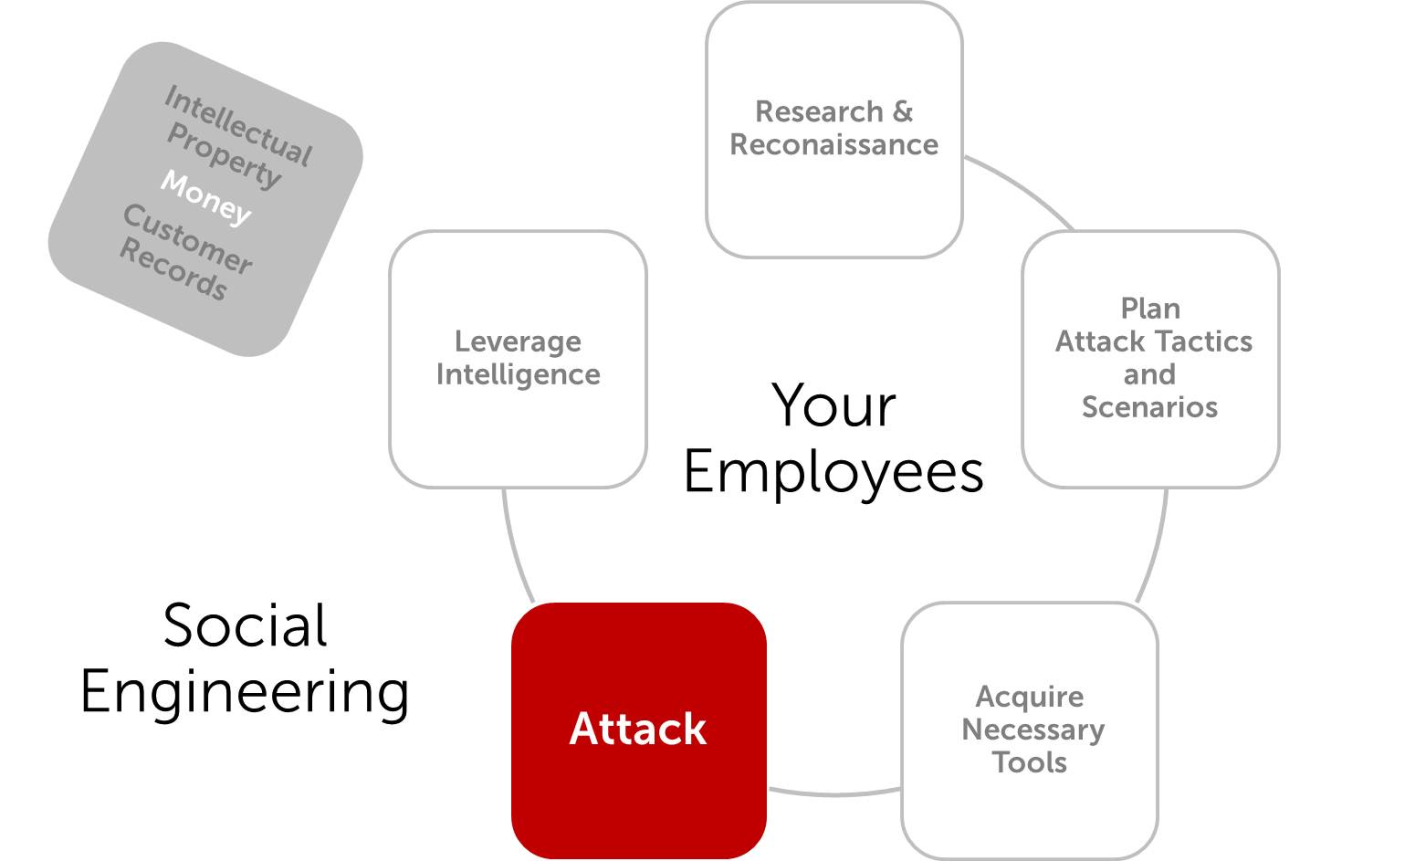 Intellectual
Property
Money
Customer
Records
Research &
Reconaissance
Plan
Attack Tactics
and
Scenarios
Leverage
Intelligence
Your
Employees
Social
Engineering
Attack
Acquire
Necessary
Tools